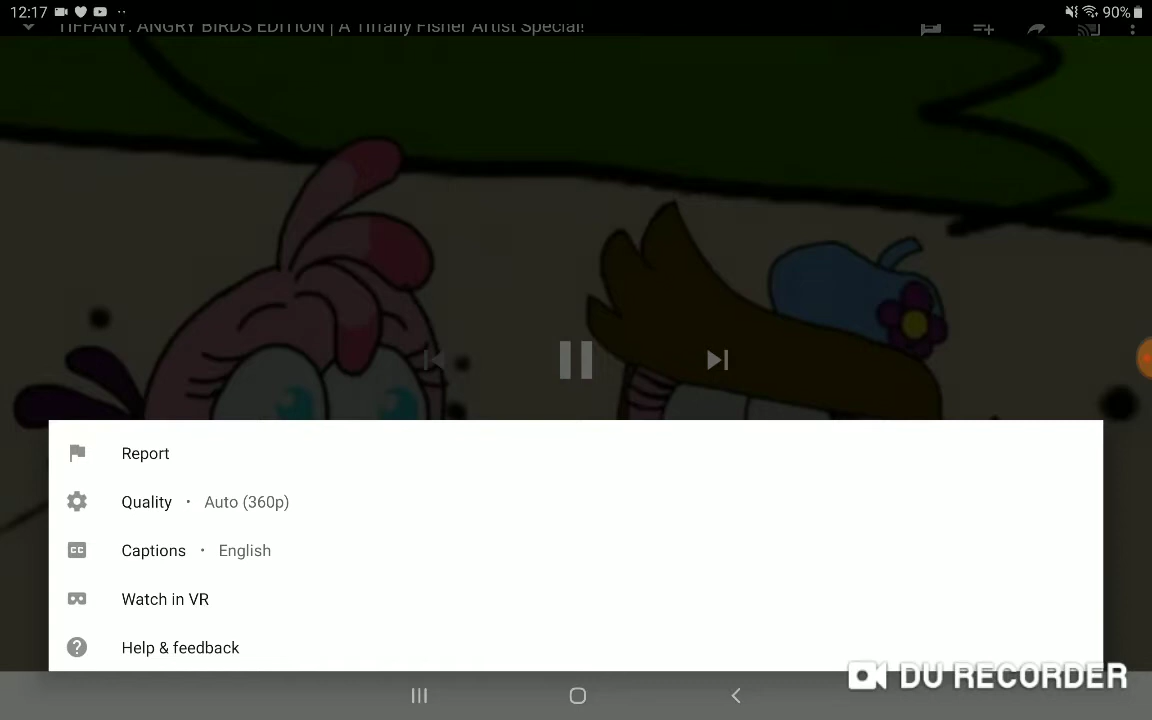 12:17
90%
TIFFANY: ANGRY BIRDS EDITION | A Tiffany Fisher Artist Special!
Report
Quality • Auto (360p)
CC Captions • English
Watch in VR
? Help & feedback
DU RECORDER